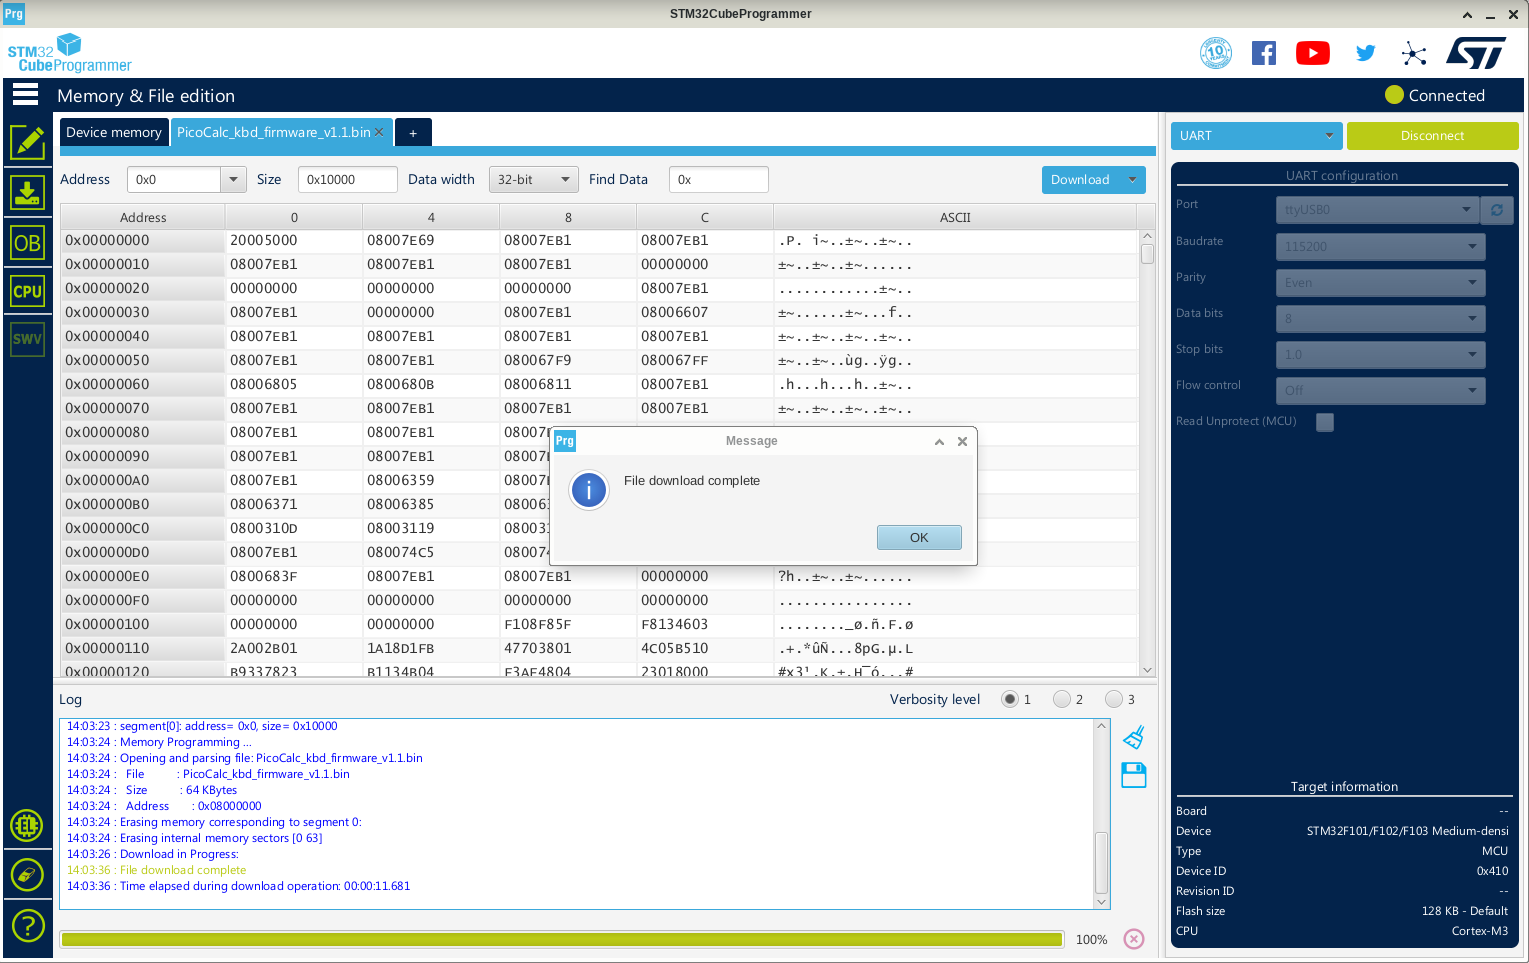 Prg STM32CubeProgrammer
STM32 CubeProgrammer
10 YEARS ST
Memory & File edition Connected
Device memory PicoCalc_kbd_firmware_v1.1.bin × + UART Disconnect
Address 0x0 Size 0x10000 Data width 32-bit Find Data 0x Download
Address 0 4 8 C ASCII
0x00000000 20005000 08007E69 08007EB1 08007EB1 .P. i~..±~..±~..
0x00000010 08007EB1 08007EB1 08007EB1 00000000 ±~..±~..±~......
0x00000020 00000000 00000000 00000000 08007EB1 ............±~..
0x00000030 08007EB1 00000000 08007EB1 08006607 ±~......±~...f..
0x00000040 08007EB1 08007EB1 08007EB1 08007EB1 ±~..±~..±~..±~..
0x00000050 08007EB1 08007EB1 080067F9 080067FF ±~..±~..ùg..ÿg..
0x00000060 08006805 0800680B 08006811 08007EB1 .h...h...h..±~..
0x00000070 08007EB1 08007EB1 08007EB1 08007EB1 ±~..±~..±~..±~..
0x00000080 08007EB1 08007EB1
0x00000090 08007EB1 08007EB1
0x000000A0 08007EB1 08006359
0x000000B0 08006371 08006385
0x000000C0 0800310D 08003119
0x000000D0 08007EB1 080074C5
0x000000E0 0800683F 08007EB1 08007EB1 00000000 ?h..±~..±~......
0x000000F0 00000000 00000000 00000000 00000000 ................
0x00000100 00000000 00000000 F108F85F F8134603 ........_ø.ñ.F.ø
0x00000110 2A002B01 1A18D1FB 47703801 4C05B510 .+.*ûÑ...8pG.µ.L
0x00000120 B9337823 B1134B04 F3AF4804 23018000
Prg Message
File download complete
OK
Log Verbosity level 1 2 3
14:03:23 : segment[0]: address= 0x0, size= 0x10000
14:03:24 : Memory Programming ...
14:03:24 : Opening and parsing file: PicoCalc_kbd_firmware_v1.1.bin
14:03:24 : File : PicoCalc_kbd_firmware_v1.1.bin
14:03:24 : Size : 64 KBytes
14:03:24 : Address : 0x08000000
14:03:24 : Erasing memory corresponding to segment 0:
14:03:24 : Erasing internal memory sectors [0 63]
14:03:26 : Download in Progress:
14:03:36 : File download complete
14:03:36 : Time elapsed during download operation: 00:00:11.681
100%
OB
CPU
SWV
?
UART configuration
Port ttyUSB0
Baudrate 115200
Parity Even
Data bits 8
Stop bits 1.0
Flow control Off
Read Unprotect (MCU)
Target information
Board --
Device STM32F101/F102/F103 Medium-densi
Type MCU
Device ID 0x410
Revision ID --
Flash size 128 KB - Default
CPU Cortex-M3